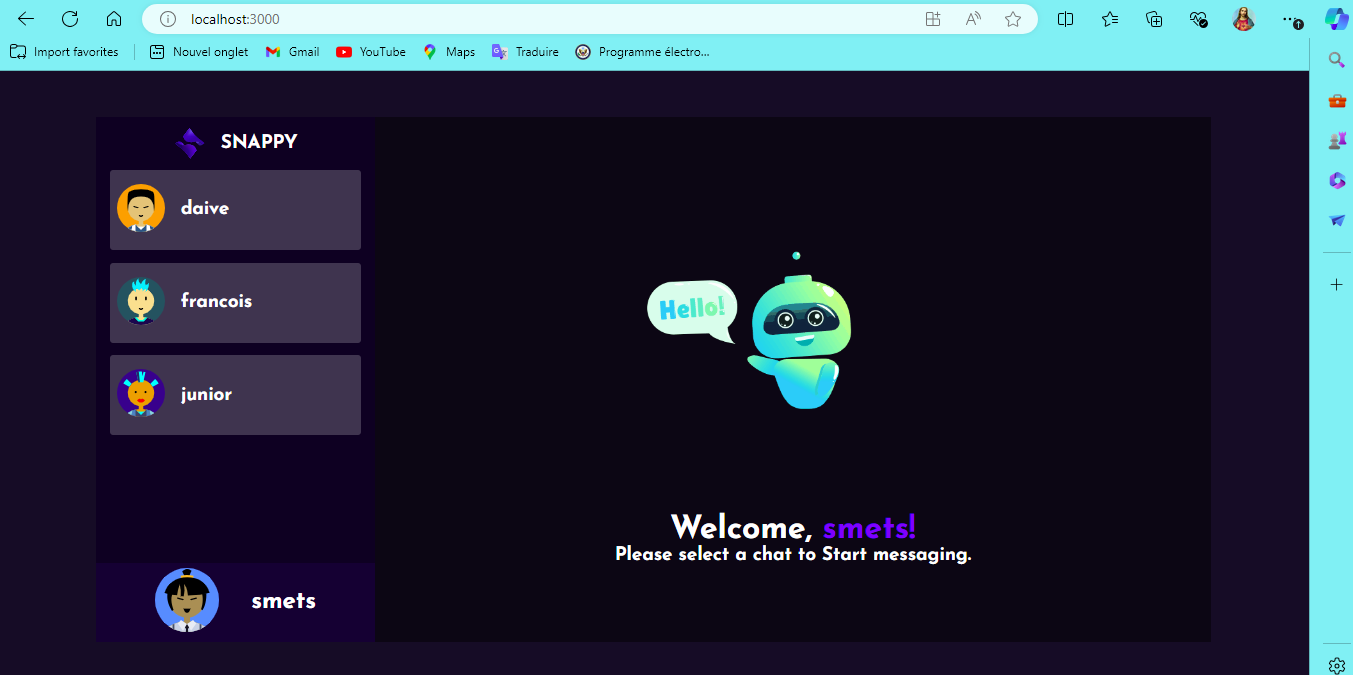 localhost:3000
Import favorites
Nouvel onglet
Gmail
YouTube
Maps
Traduire
Programme électro...
SNAPPY
daive
francois
junior
smets
Hello!
Welcome, smets!
Please select a chat to Start messaging.